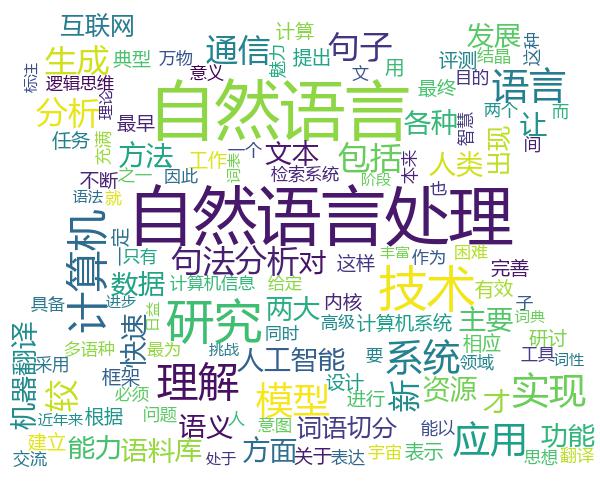 互联网
通信
句子
计算
发展
这种
生成
典型
万物
魅力
提出
用
评测
结晶
标注
逻辑思维
理论
意义
文
目的
语言
分析
自然语言
最终
两个
而
任务
最早
各种
智慧
让
充满
方法
工作
一个
词表
文本
包括
人类
出现
间
不断
之一
因此
检索系统
阶段
本来
也
语法
就
计算机
自然语言处理
一定
只有
句法分析
对
丰富
作为
困难
这样
完善
数据
计算机信息
给定
技术
有效
具备
进步
日益
研究
两大
内核
子
机器翻译
快速
同时
高级
计算机系统
主要
词典
多语种
最为
挑战
相应
研讨
采用
框架
人工智能
要
系统
领域
工具
词性
较
必须
理解
设计
新
资源
才
实现
近年来
根据
问题
人
模型
进行
建立
语义
意图
词语切分
能以
应用
功能
能力
语料库
方面
交流
处于
关于
表达
宇宙
表示
思想
翻译